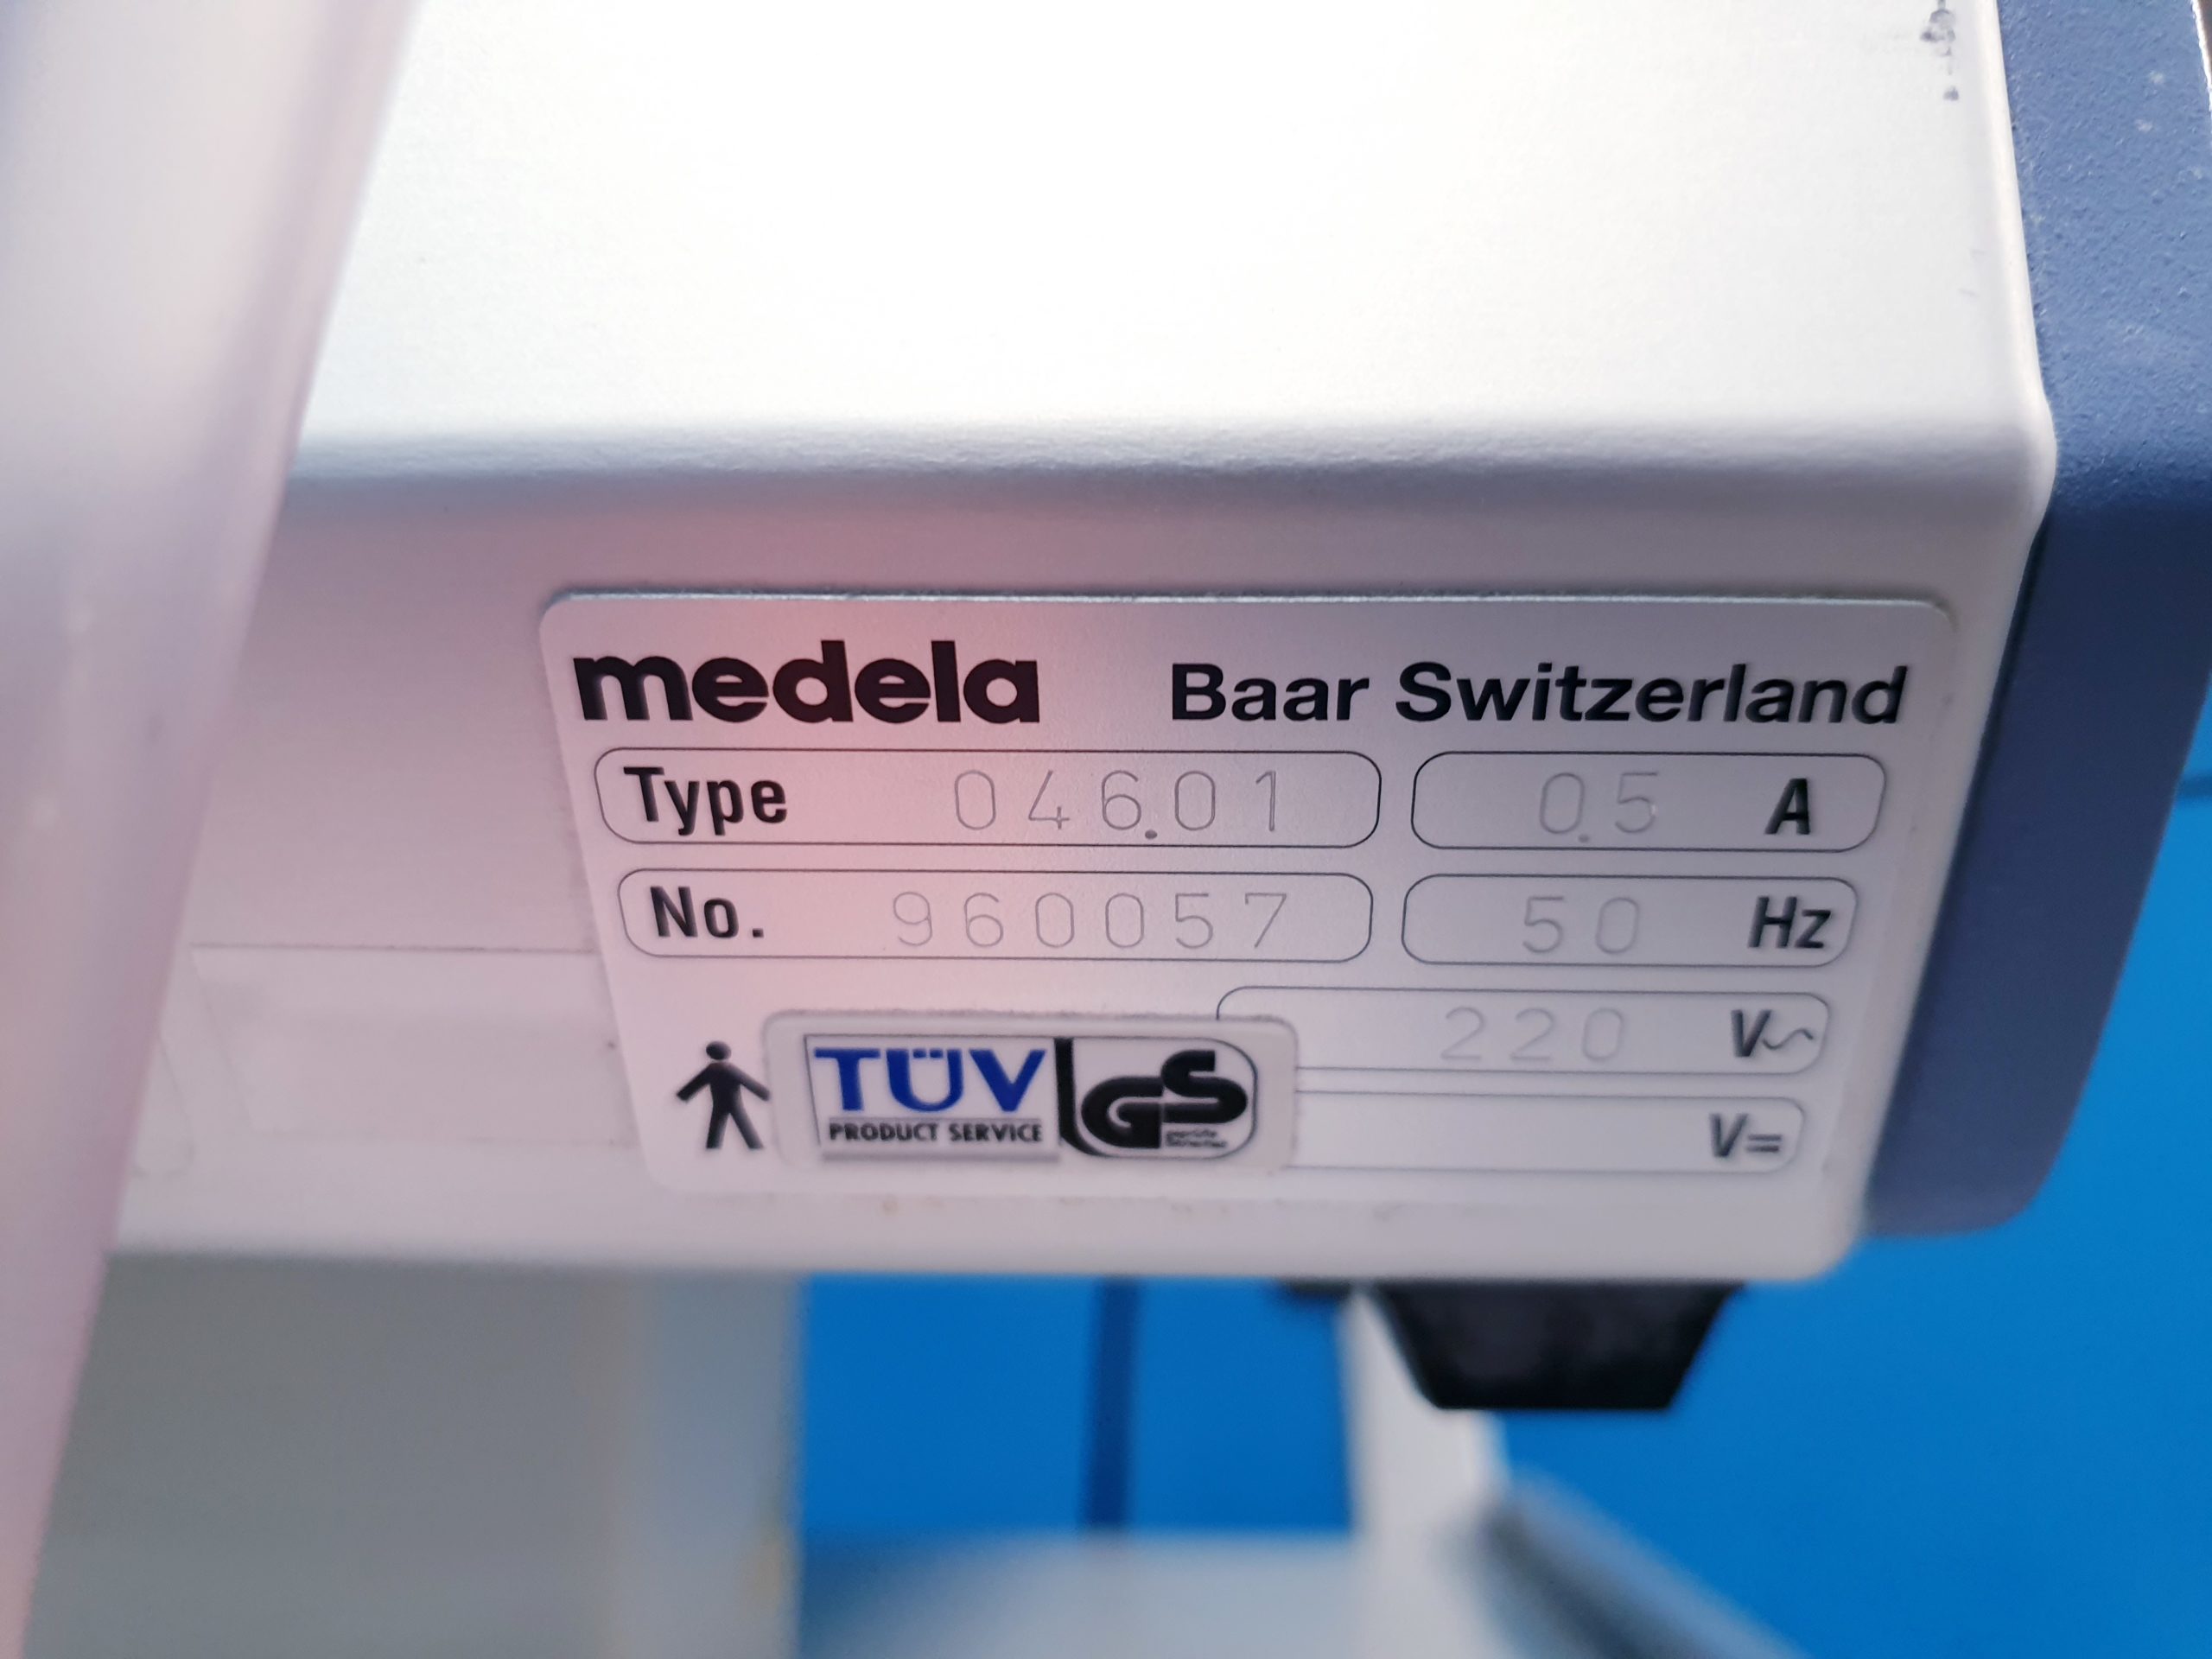 medela Baar Switzerland
Type 046.01 0.5 A
No. 960057 50 Hz
220 V~
TÜV
PRODUCT SERVICE
GS
V=